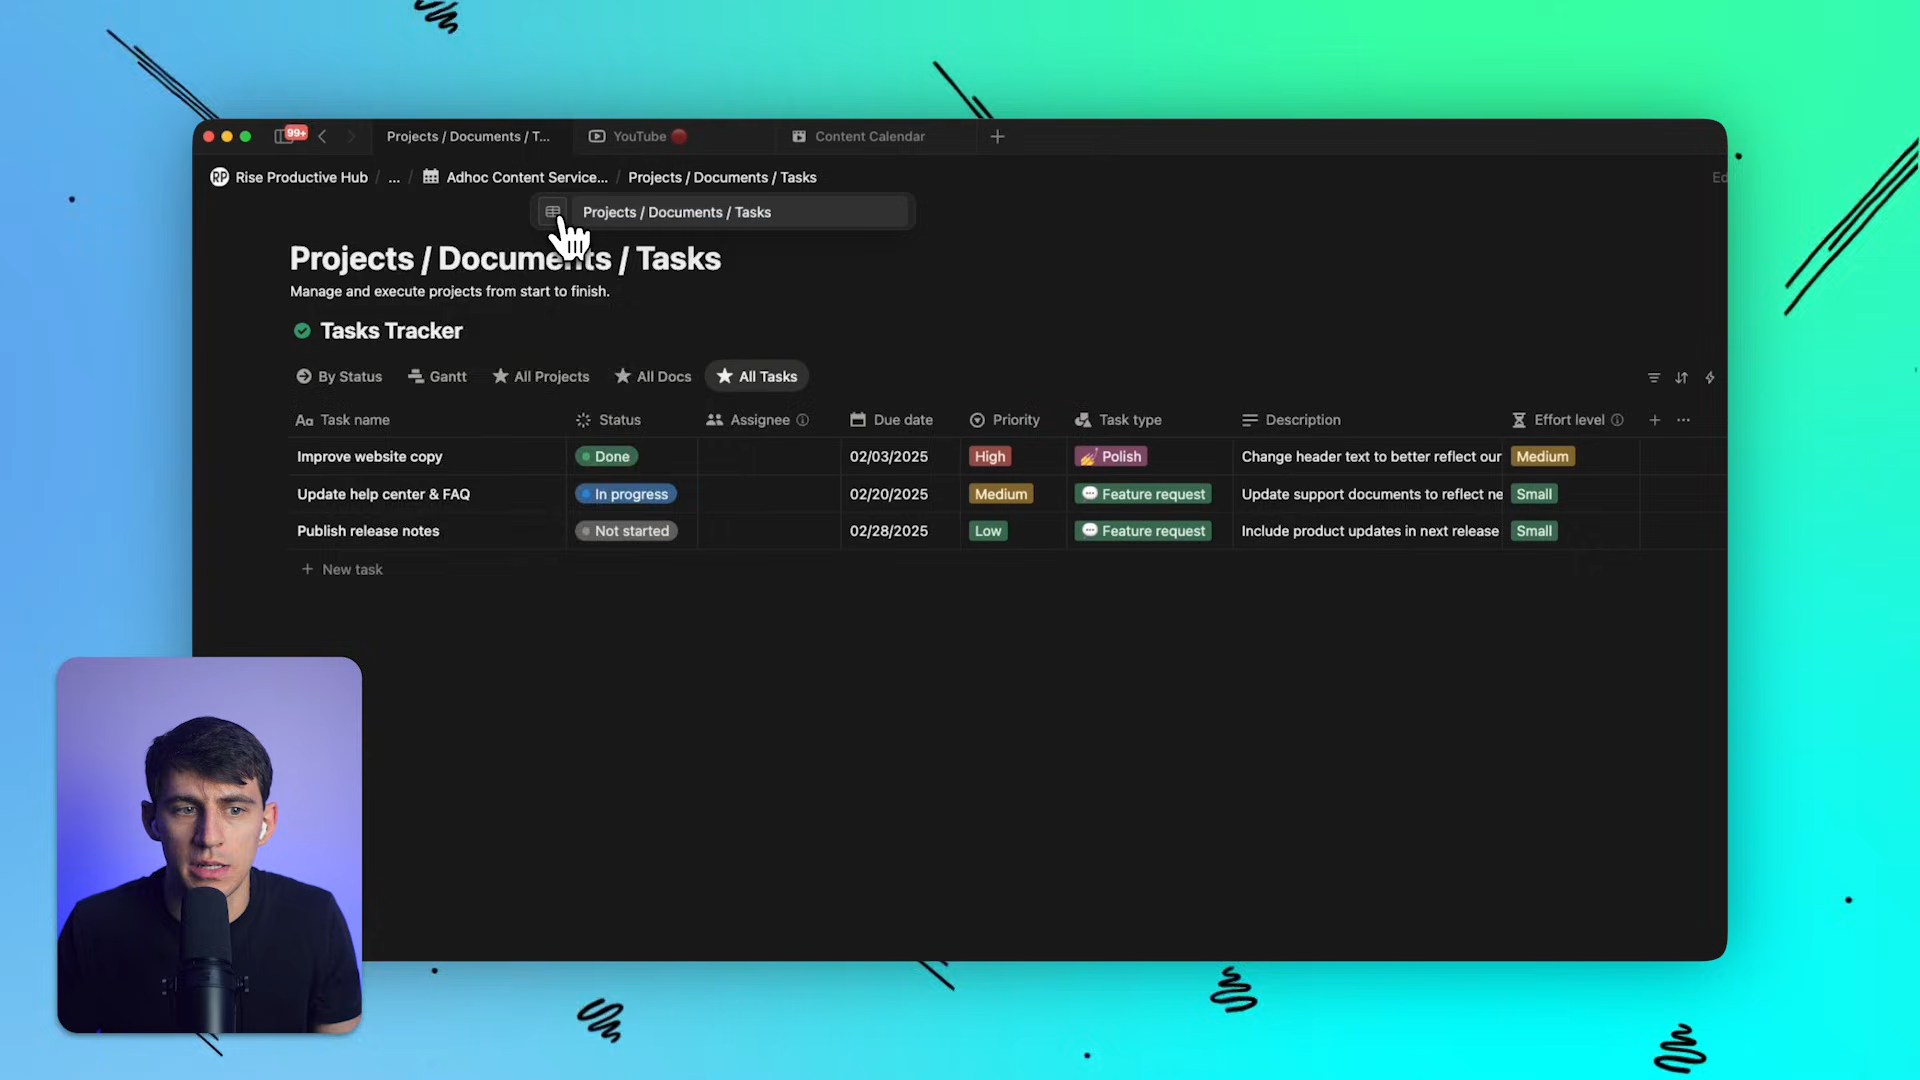 99+ Projects / Documents / T... YouTube Content Calendar
RP Rise Productive Hub / ... / Adhoc Content Service... / Projects / Documents / Tasks
Projects / Documents / Tasks
Projects / Documents / Tasks
Manage and execute projects from start to finish.
Tasks Tracker
By Status Gantt All Projects All Docs All Tasks
Aa Task name Status Assignee Due date Priority Task type Description Effort level
Improve website copy Done 02/03/2025 High Polish Change header text to better reflect our Medium
Update help center & FAQ In progress 02/20/2025 Medium Feature request Update support documents to reflect ne Small
Publish release notes Not started 02/28/2025 Low Feature request Include product updates in next release Small
+ New task